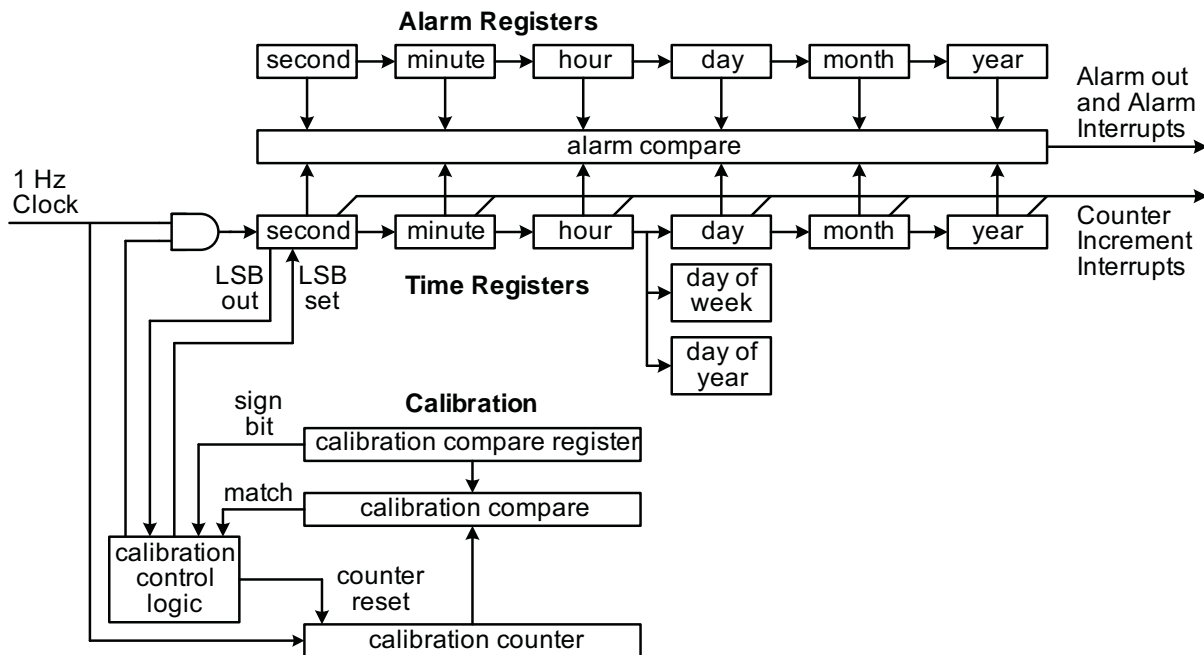 Alarm Registers
second
minute
hour
day
month
year
Alarm out
and Alarm
Interrupts
alarm compare
1 Hz
Clock
second
minute
hour
day
month
year
Counter
Increment
Interrupts
LSB
out
LSB
set
Time Registers
day of
week
day of
year
sign
bit
Calibration
calibration compare register
match
calibration compare
calibration
control
logic
counter
reset
calibration counter